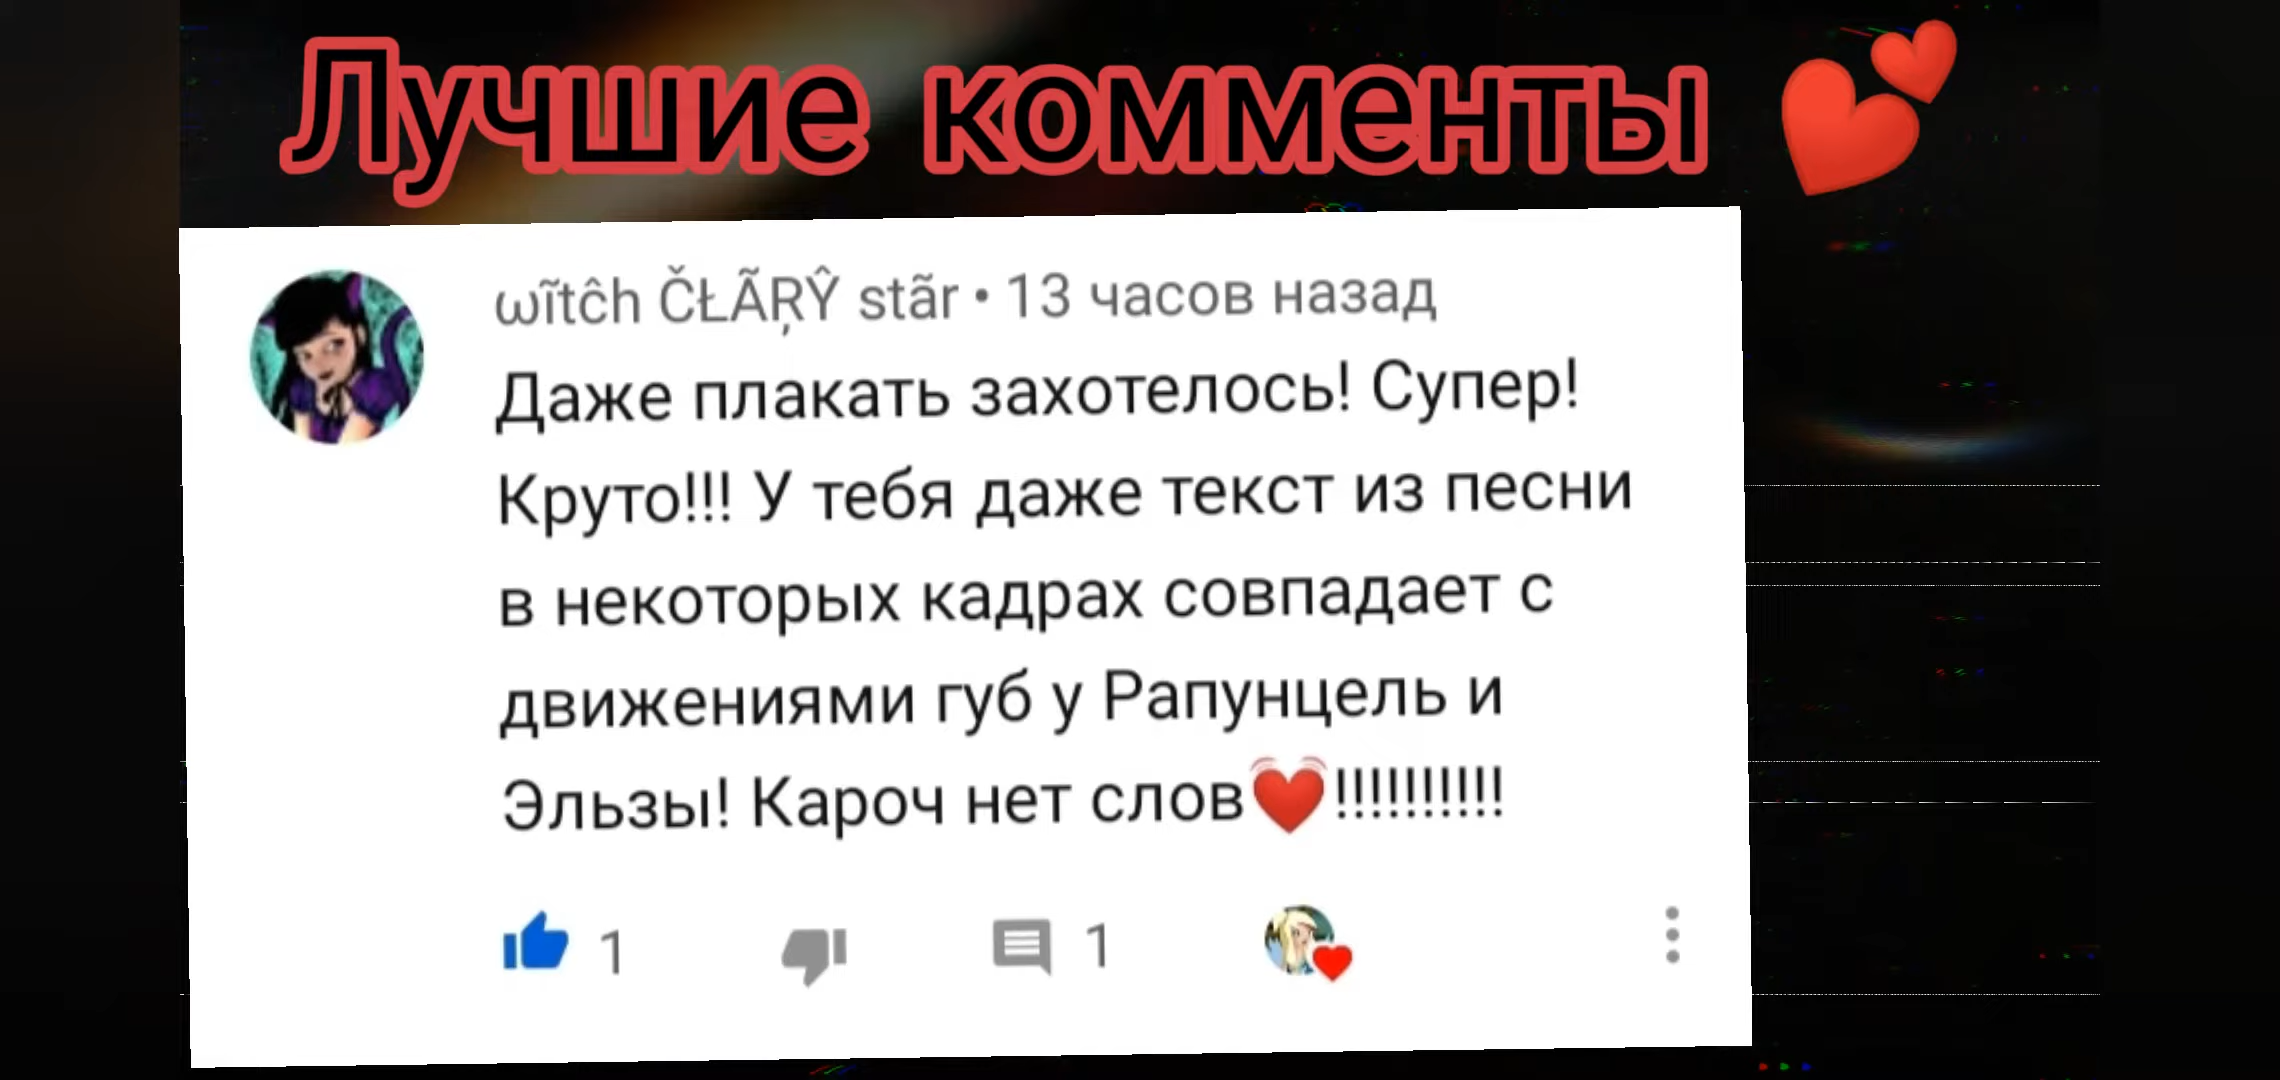 Лучшие комменты 💕
ωĩtĉh ČŁÃŖŶ stãr • 13 часов назад
Даже плакать захотелось! Супер!
Круто!!! У тебя даже текст из песни
в некоторых кадрах совпадает с
движениями губ у Рапунцель и
Эльзы! Кароч нет слов💓!!!!!!!!!!
1 1